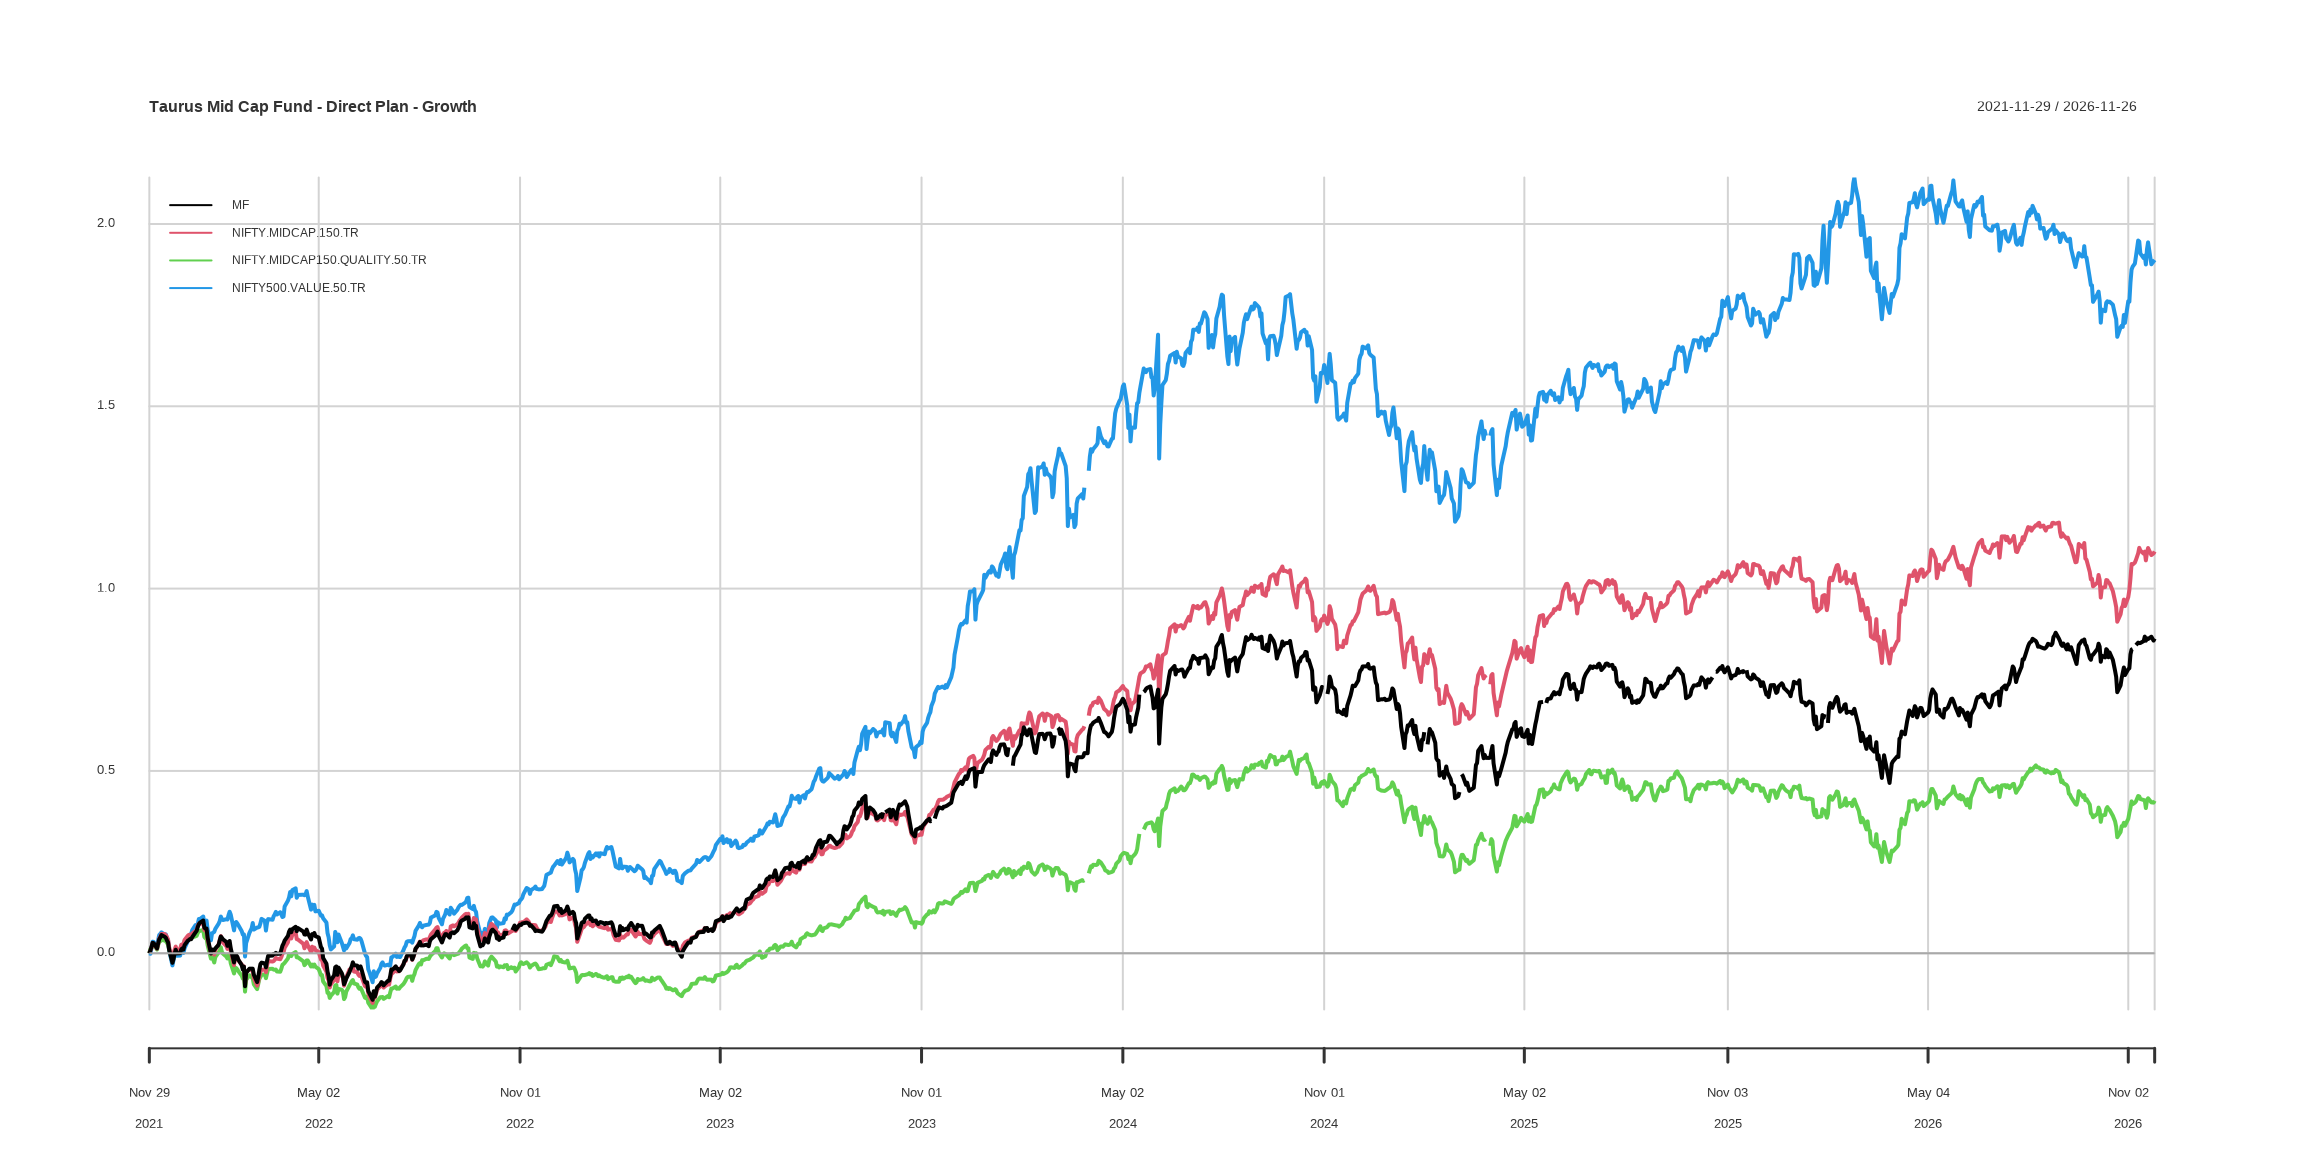 Taurus Mid Cap Fund - Direct Plan - Growth
2021-11-29 / 2026-11-26
MF
NIFTY.MIDCAP.150.TR
NIFTY.MIDCAP150.QUALITY.50.TR
NIFTY500.VALUE.50.TR
2.0
1.5
1.0
0.5
0.0
Nov 29 May 02 Nov 01 May 02 Nov 01 May 02 Nov 01 May 02 Nov 03 May 04 Nov 02
2021 2022 2022 2023 2023 2024 2024 2025 2025 2026 2026